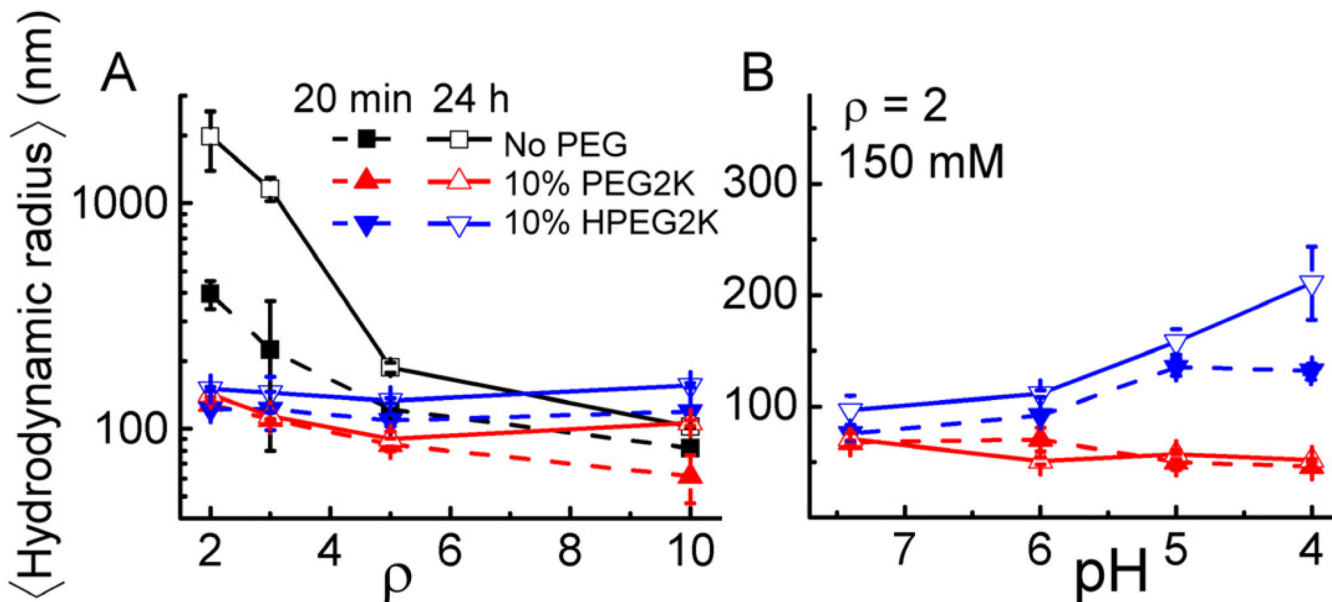 ⟨Hydrodynamic radius⟩ (nm)
A
20 min 24 h
No PEG
10% PEG2K
10% HPEG2K
1000
100
2 4 6 8 10
ρ
B
ρ = 2
150 mM
300
200
100
7 6 5 4
pH